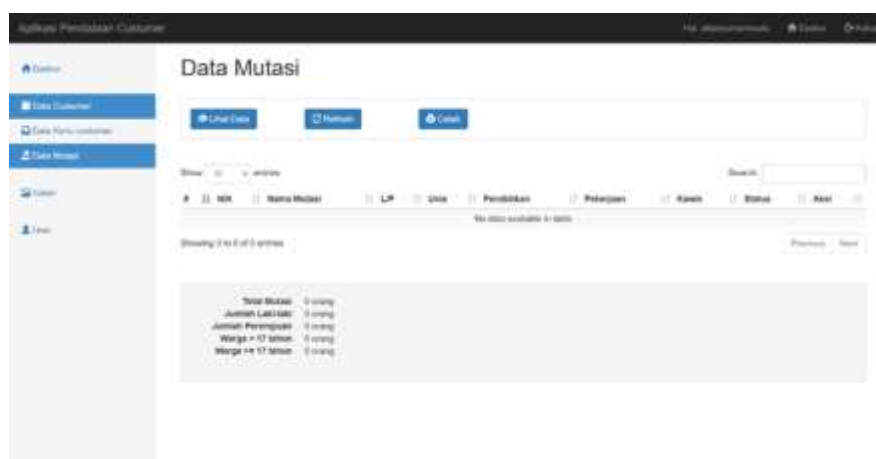 Aplikasi Pendataan Customer
Data Mutasi
Data Customer
Data Kartu customer
Data Mutasi
Lihat Data
Refresh
Cetak
Show 10 entries
Search:
# NIK Nama Mutasi L/P Usia Pendidikan Pekerjaan Kawin Status Aksi
No data available in table
Showing 0 to 0 of 0 entries
Previous Next
Total Mutasi 0 orang
Jumlah Laki-laki 0 orang
Jumlah Perempuan 0 orang
Warga < 17 tahun 0 orang
Warga >= 17 tahun 0 orang